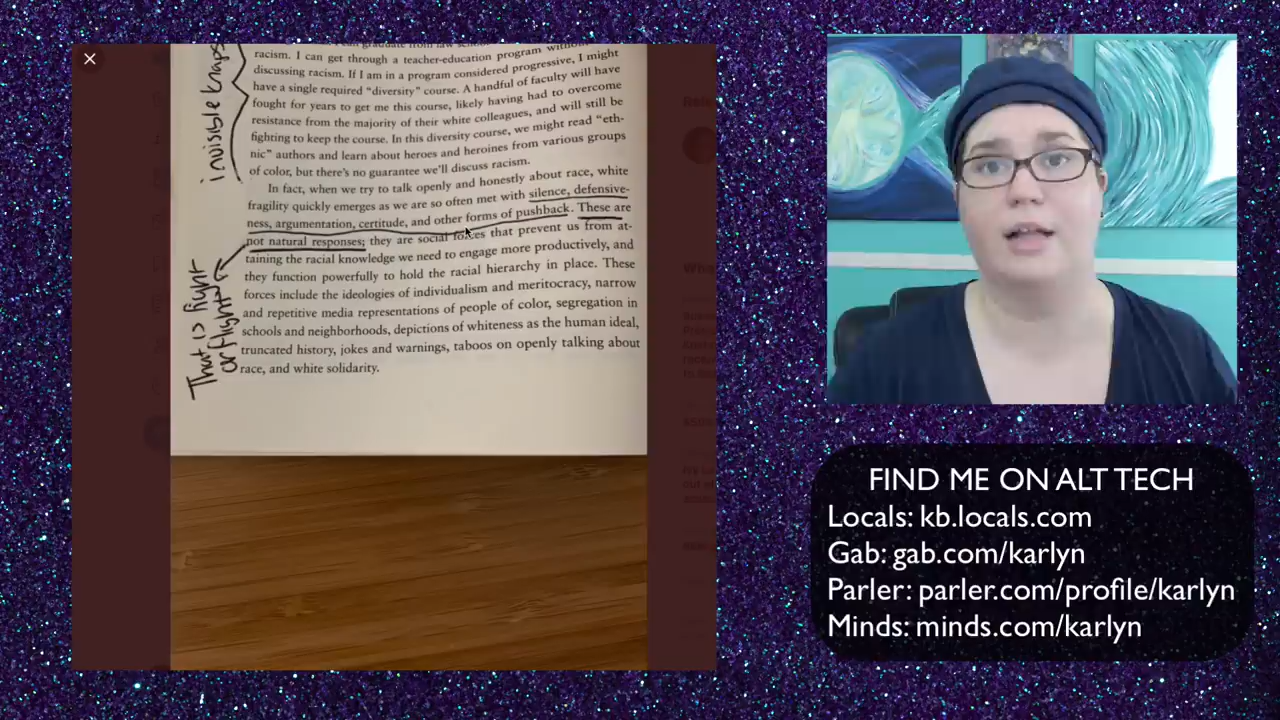 invisible traps
I can graduate from law
racism. I can get through a teacher-education program
discussing racism. If I am in a program considered progressive, I might
have a single required “diversity” course. A handful of faculty will have
fought for years to get me this course, likely having had to overcome
resistance from the majority of their white colleagues, and will still be
fighting to keep the course. In this diversity course, we might read “eth-
nic” authors and learn about heroes and heroines from various groups
of color, but there’s no guarantee we’ll discuss racism.
In fact, when we try to talk openly and honestly about race, white
fragility quickly emerges as we are so often met with silence, defensive-
ness, argumentation, certitude, and other forms of pushback. These are
not natural responses; they are social forces that prevent us from at-
taining the racial knowledge we need to engage more productively, and
they function powerfully to hold the racial hierarchy in place. These
forces include the ideologies of individualism and meritocracy, narrow
and repetitive media representations of people of color, segregation in
schools and neighborhoods, depictions of whiteness as the human ideal,
truncated history, jokes and warnings, taboos on openly talking about
race, and white solidarity.
That is fight
or flight
FIND ME ON ALT TECH
Locals: kb.locals.com
Gab: gab.com/karlyn
Parler: parler.com/profile/karlyn
Minds: minds.com/karlyn